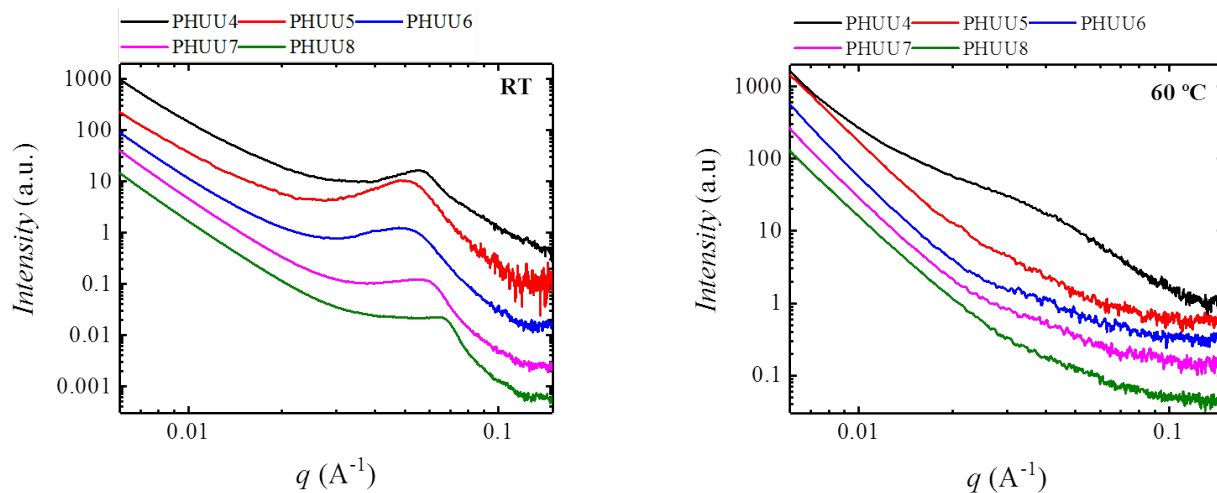 PHUU4 PHUU5 PHUU6
PHUU7 PHUU8
RT
1000
100
10
1
0.1
0.01
0.001
Intensity (a.u.)
0.01 0.1
q (A-1)
PHUU4 PHUU5 PHUU6
PHUU7 PHUU8
60 ºC
1000
100
10
1
0.1
Intensity (a.u)
0.01 0.1
q (A-1)